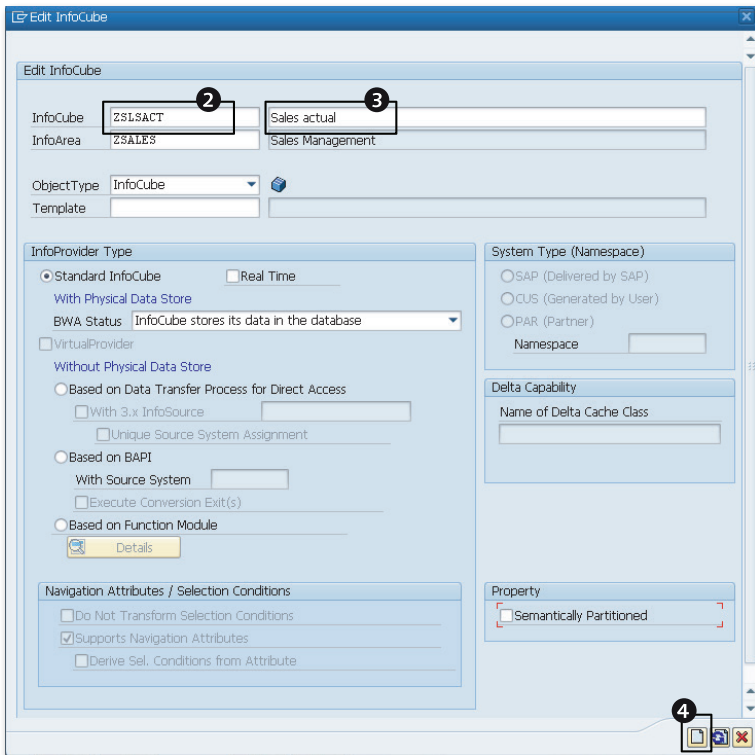 Edit InfoCube
Edit InfoCube
2 3
InfoCube ZSLSACT Sales actual
InfoArea ZSALES Sales Management
ObjectType InfoCube
Template
InfoProvider Type
Standard InfoCube Real Time
With Physical Data Store
BWA Status InfoCube stores its data in the database
VirtualProvider
Without Physical Data Store
Based on Data Transfer Process for Direct Access
With 3.x InfoSource
Unique Source System Assignment
Based on BAPI
With Source System
Execute Conversion Exit(s)
Based on Function Module
Details
System Type (Namespace)
SAP (Delivered by SAP)
CUS (Generated by User)
PAR (Partner)
Namespace
Delta Capability
Name of Delta Cache Class
Navigation Attributes / Selection Conditions
Do Not Transform Selection Conditions
Supports Navigation Attributes
Derive Sel. Conditions from Attribute
Property
Semantically Partitioned
4